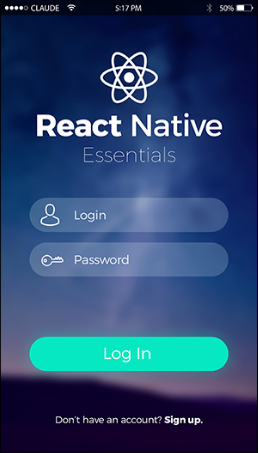 CLAUDE 5:17 PM 50%
React Native
Essentials
Login
Password
Log In
Don't have an account? Sign up.